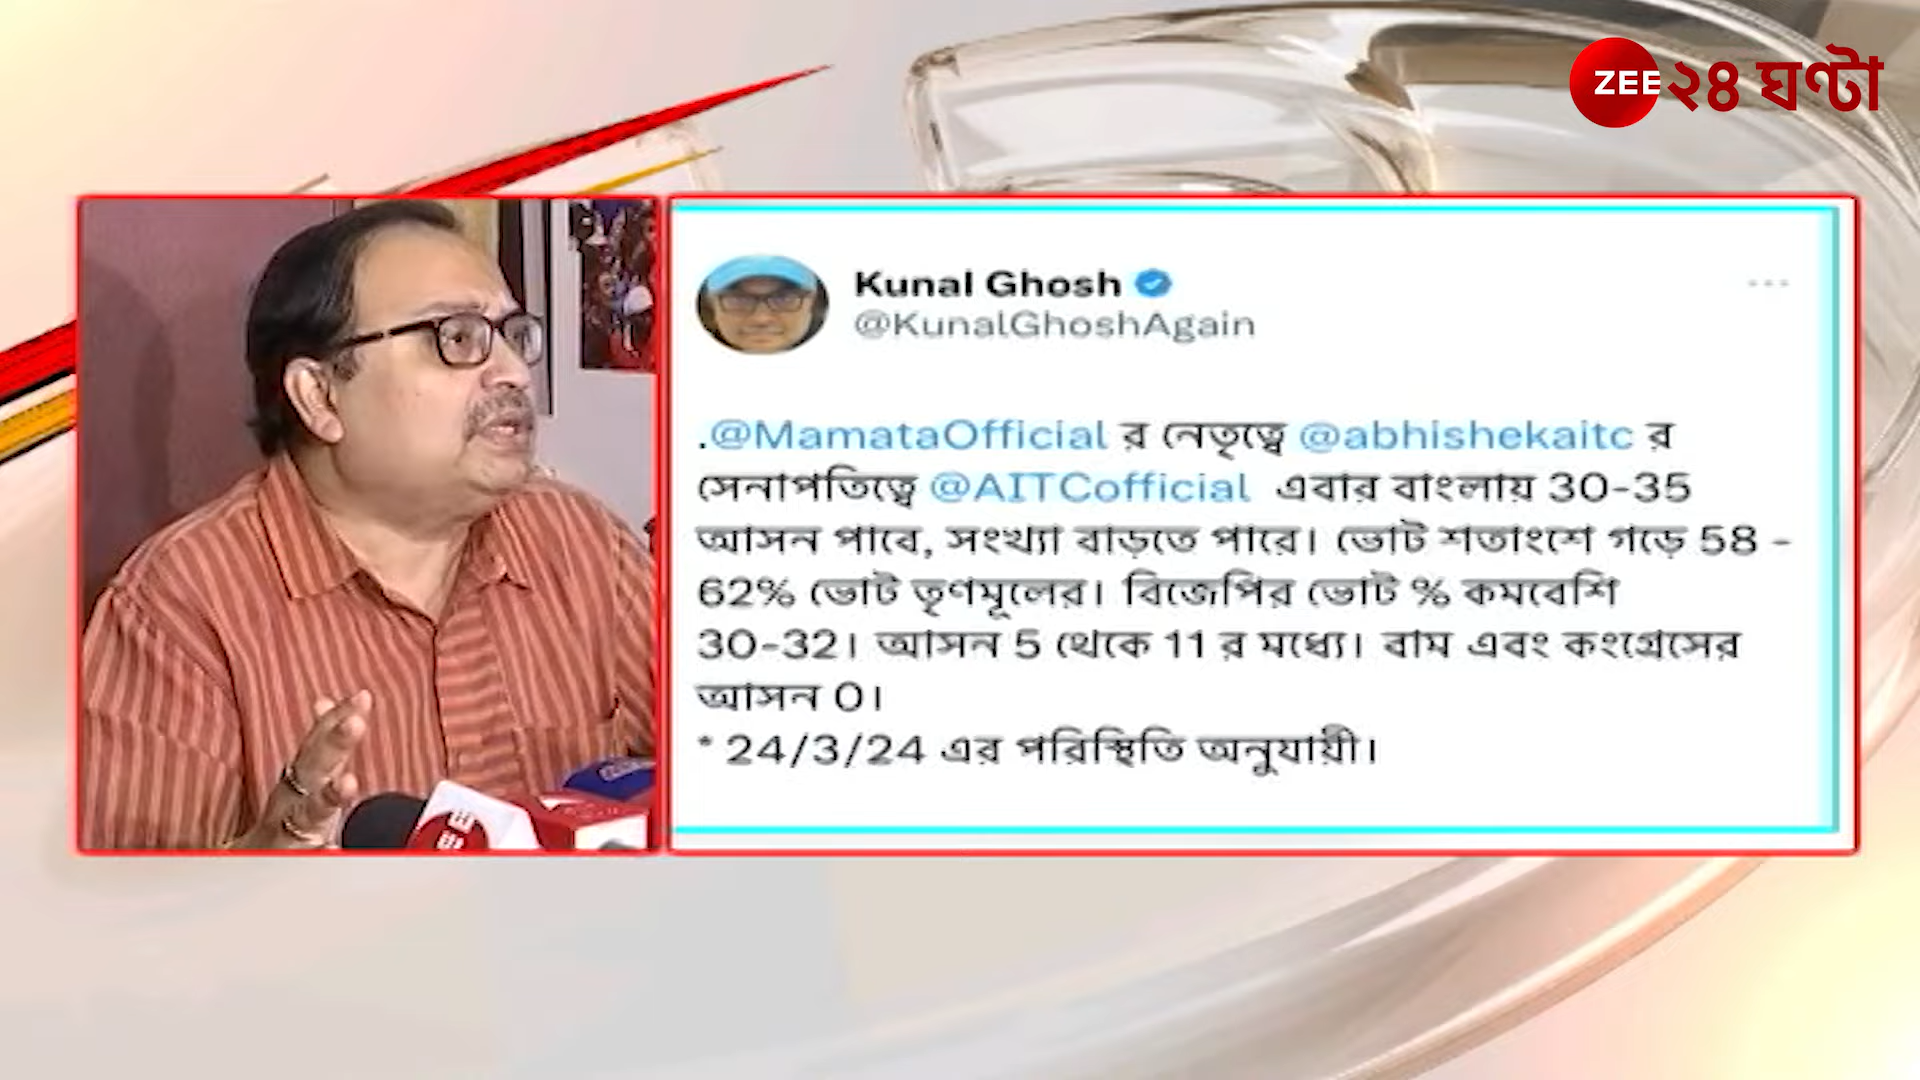 ZEE ২৪ ঘণ্টা
Kunal Ghosh
@KunalGhoshAgain
.@MamataOfficial র নেতৃত্বে @abhishekaitc র
সেনাপতিত্বে @AITCofficial এবার বাংলায় 30-35
আসন পাবে, সংখ্যা বাড়তে পারে। ভোট শতাংশে গড়ে 58 -
62% ভোট তৃণমূলের। বিজেপির ভোট % কমবেশি
30-32। আসন 5 থেকে 11 র মধ্যে। বাম এবং কংগ্রেসের
আসন 0।
* 24/3/24 এর পরিস্থিতি অনুযায়ী।